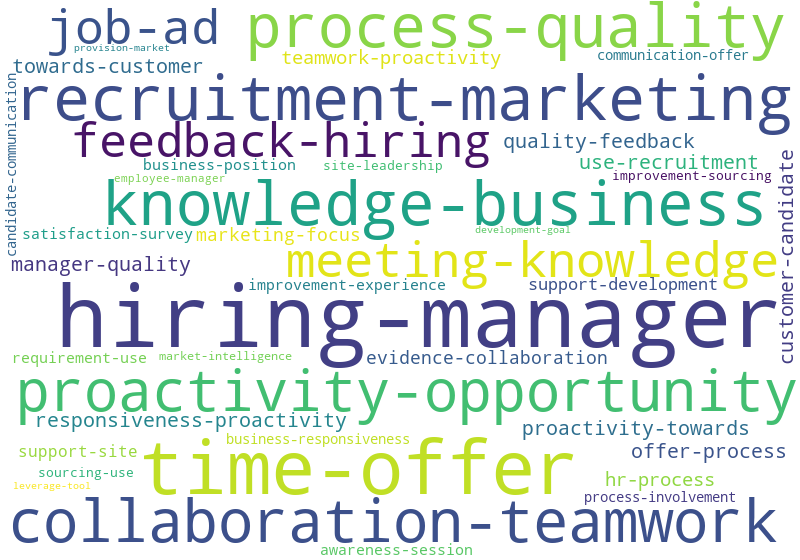 job-ad
process-quality
provision-market
teamwork-proactivity
communication-offer
towards-customer
candidate-communication
recruitment-marketing
feedback-hiring
quality-feedback
business-position
site-leadership
use-recruitment
employee-manager
improvement-sourcing
customer-candidate
knowledge-business
satisfaction-survey
marketing-focus
development-goal
manager-quality
meeting-knowledge
improvement-experience
support-development
hiring-manager
requirement-use
market-intelligence
evidence-collaboration
proactivity-opportunity
responsiveness-proactivity
proactivity-towards
business-responsiveness
support-site
time-offer
offer-process
sourcing-use
hr-process
leverage-tool
process-involvement
collaboration-teamwork
awareness-session